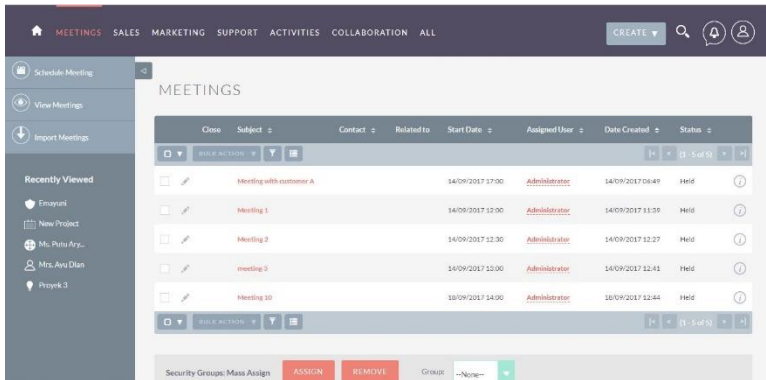 MEETINGS SALES MARKETING SUPPORT ACTIVITIES COLLABORATION ALL CREATE
Schedule Meeting
View Meetings
Import Meetings
Recently Viewed
Emayuni
New Project
Ms. Putu Ary...
Mrs. Ayu Dian
Proyek 3
MEETINGS
Close Subject Contact Related to Start Date Assigned User Date Created Status
BULK ACTION (1 - 5 of 5)
Meeting with customer A 14/09/2017 17:00 Administrator 14/09/2017 06:49 Held
Meeting 1 14/09/2017 12:00 Administrator 14/09/2017 11:39 Held
Meeting 2 14/09/2017 12:30 Administrator 14/09/2017 12:27 Held
meeting 3 14/09/2017 15:00 Administrator 14/09/2017 12:41 Held
Meeting 10 18/09/2017 14:00 Administrator 18/09/2017 12:44 Held
BULK ACTION (1 - 5 of 5)
Security Groups: Mass Assign ASSIGN REMOVE Group: --None--